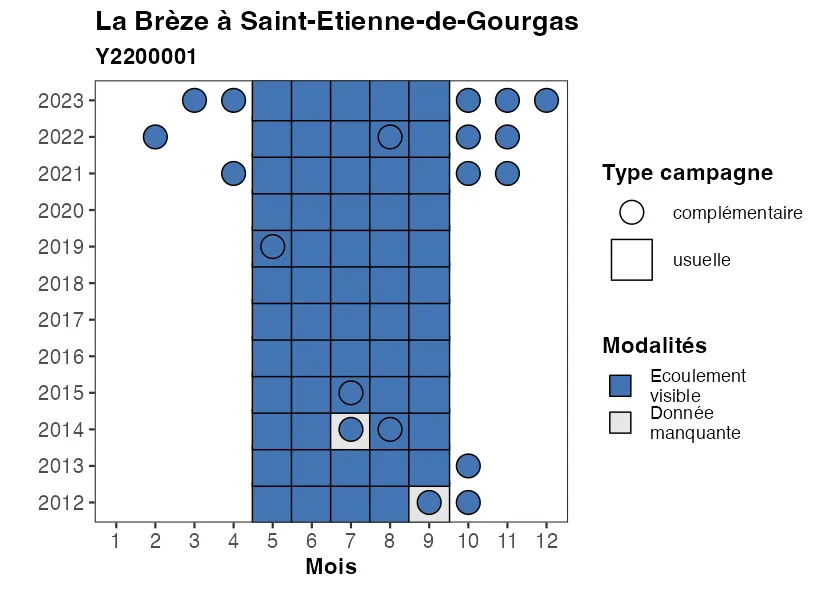 La Brèze à Saint-Etienne-de-Gourgas
Y2200001
2023
2022
2021
2020
2019
2018
2017
2016
2015
2014
2013
2012
1 2 3 4 5 6 7 8 9 10 11 12
Mois
Type campagne
complémentaire
usuelle
Modalités
Ecoulement
visible
Donnée
manquante